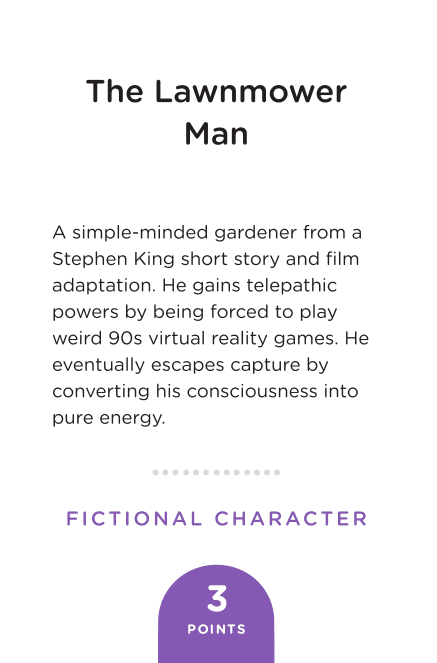 The Lawnmower
Man
A simple-minded gardener from a
Stephen King short story and film
adaptation. He gains telepathic
powers by being forced to play
weird 90s virtual reality games. He
eventually escapes capture by
converting his consciousness into
pure energy.
FICTIONAL CHARACTER
3
POINTS